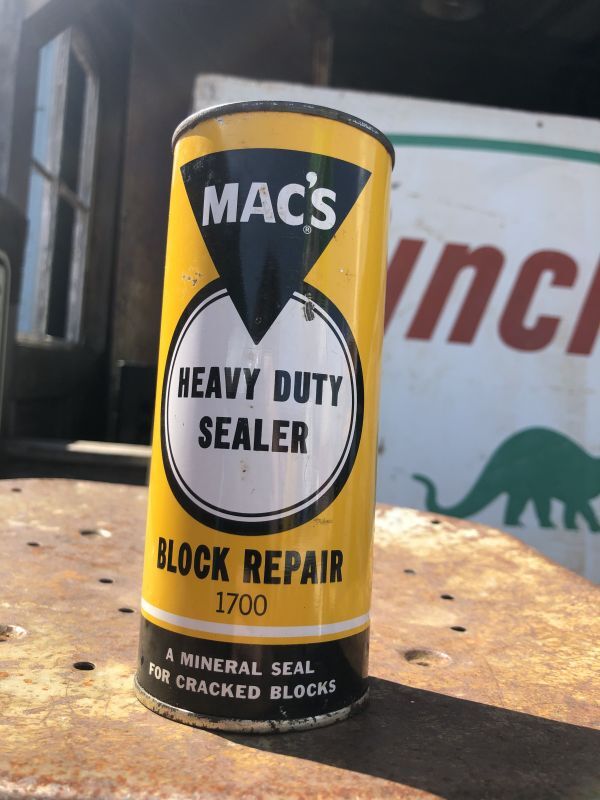 MAC'S
®
HEAVY DUTY
SEALER
BLOCK REPAIR
1700
A MINERAL SEAL
FOR CRACKED BLOCKS